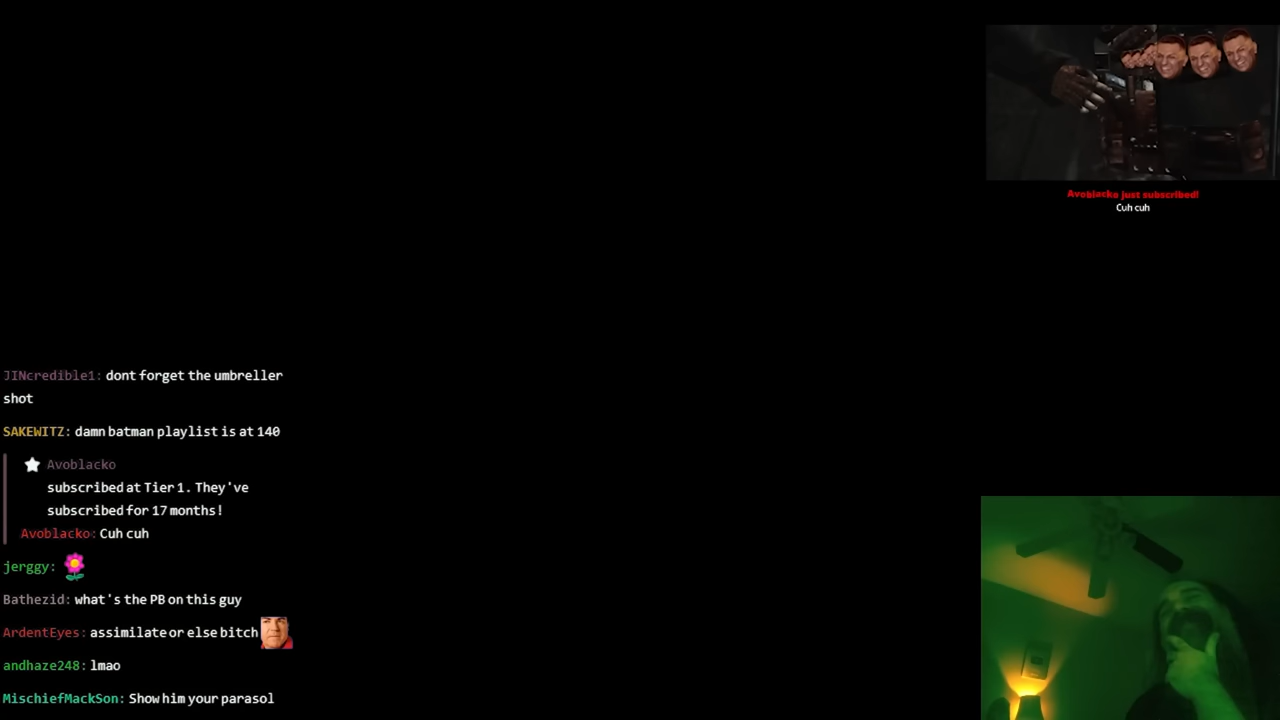 Avoblacko just subscribed!
Cuh cuh
JINcredible1: dont forget the umbreller
shot
SAKEWITZ: damn batman playlist is at 140
Avoblacko
subscribed at Tier 1. They've
subscribed for 17 months!
Avoblacko: Cuh cuh
jerggy:
Bathezid: what's the PB on this guy
ArdentEyes: assimilate or else bitch
andhaze248: lmao
MischiefMackSon: Show him your parasol